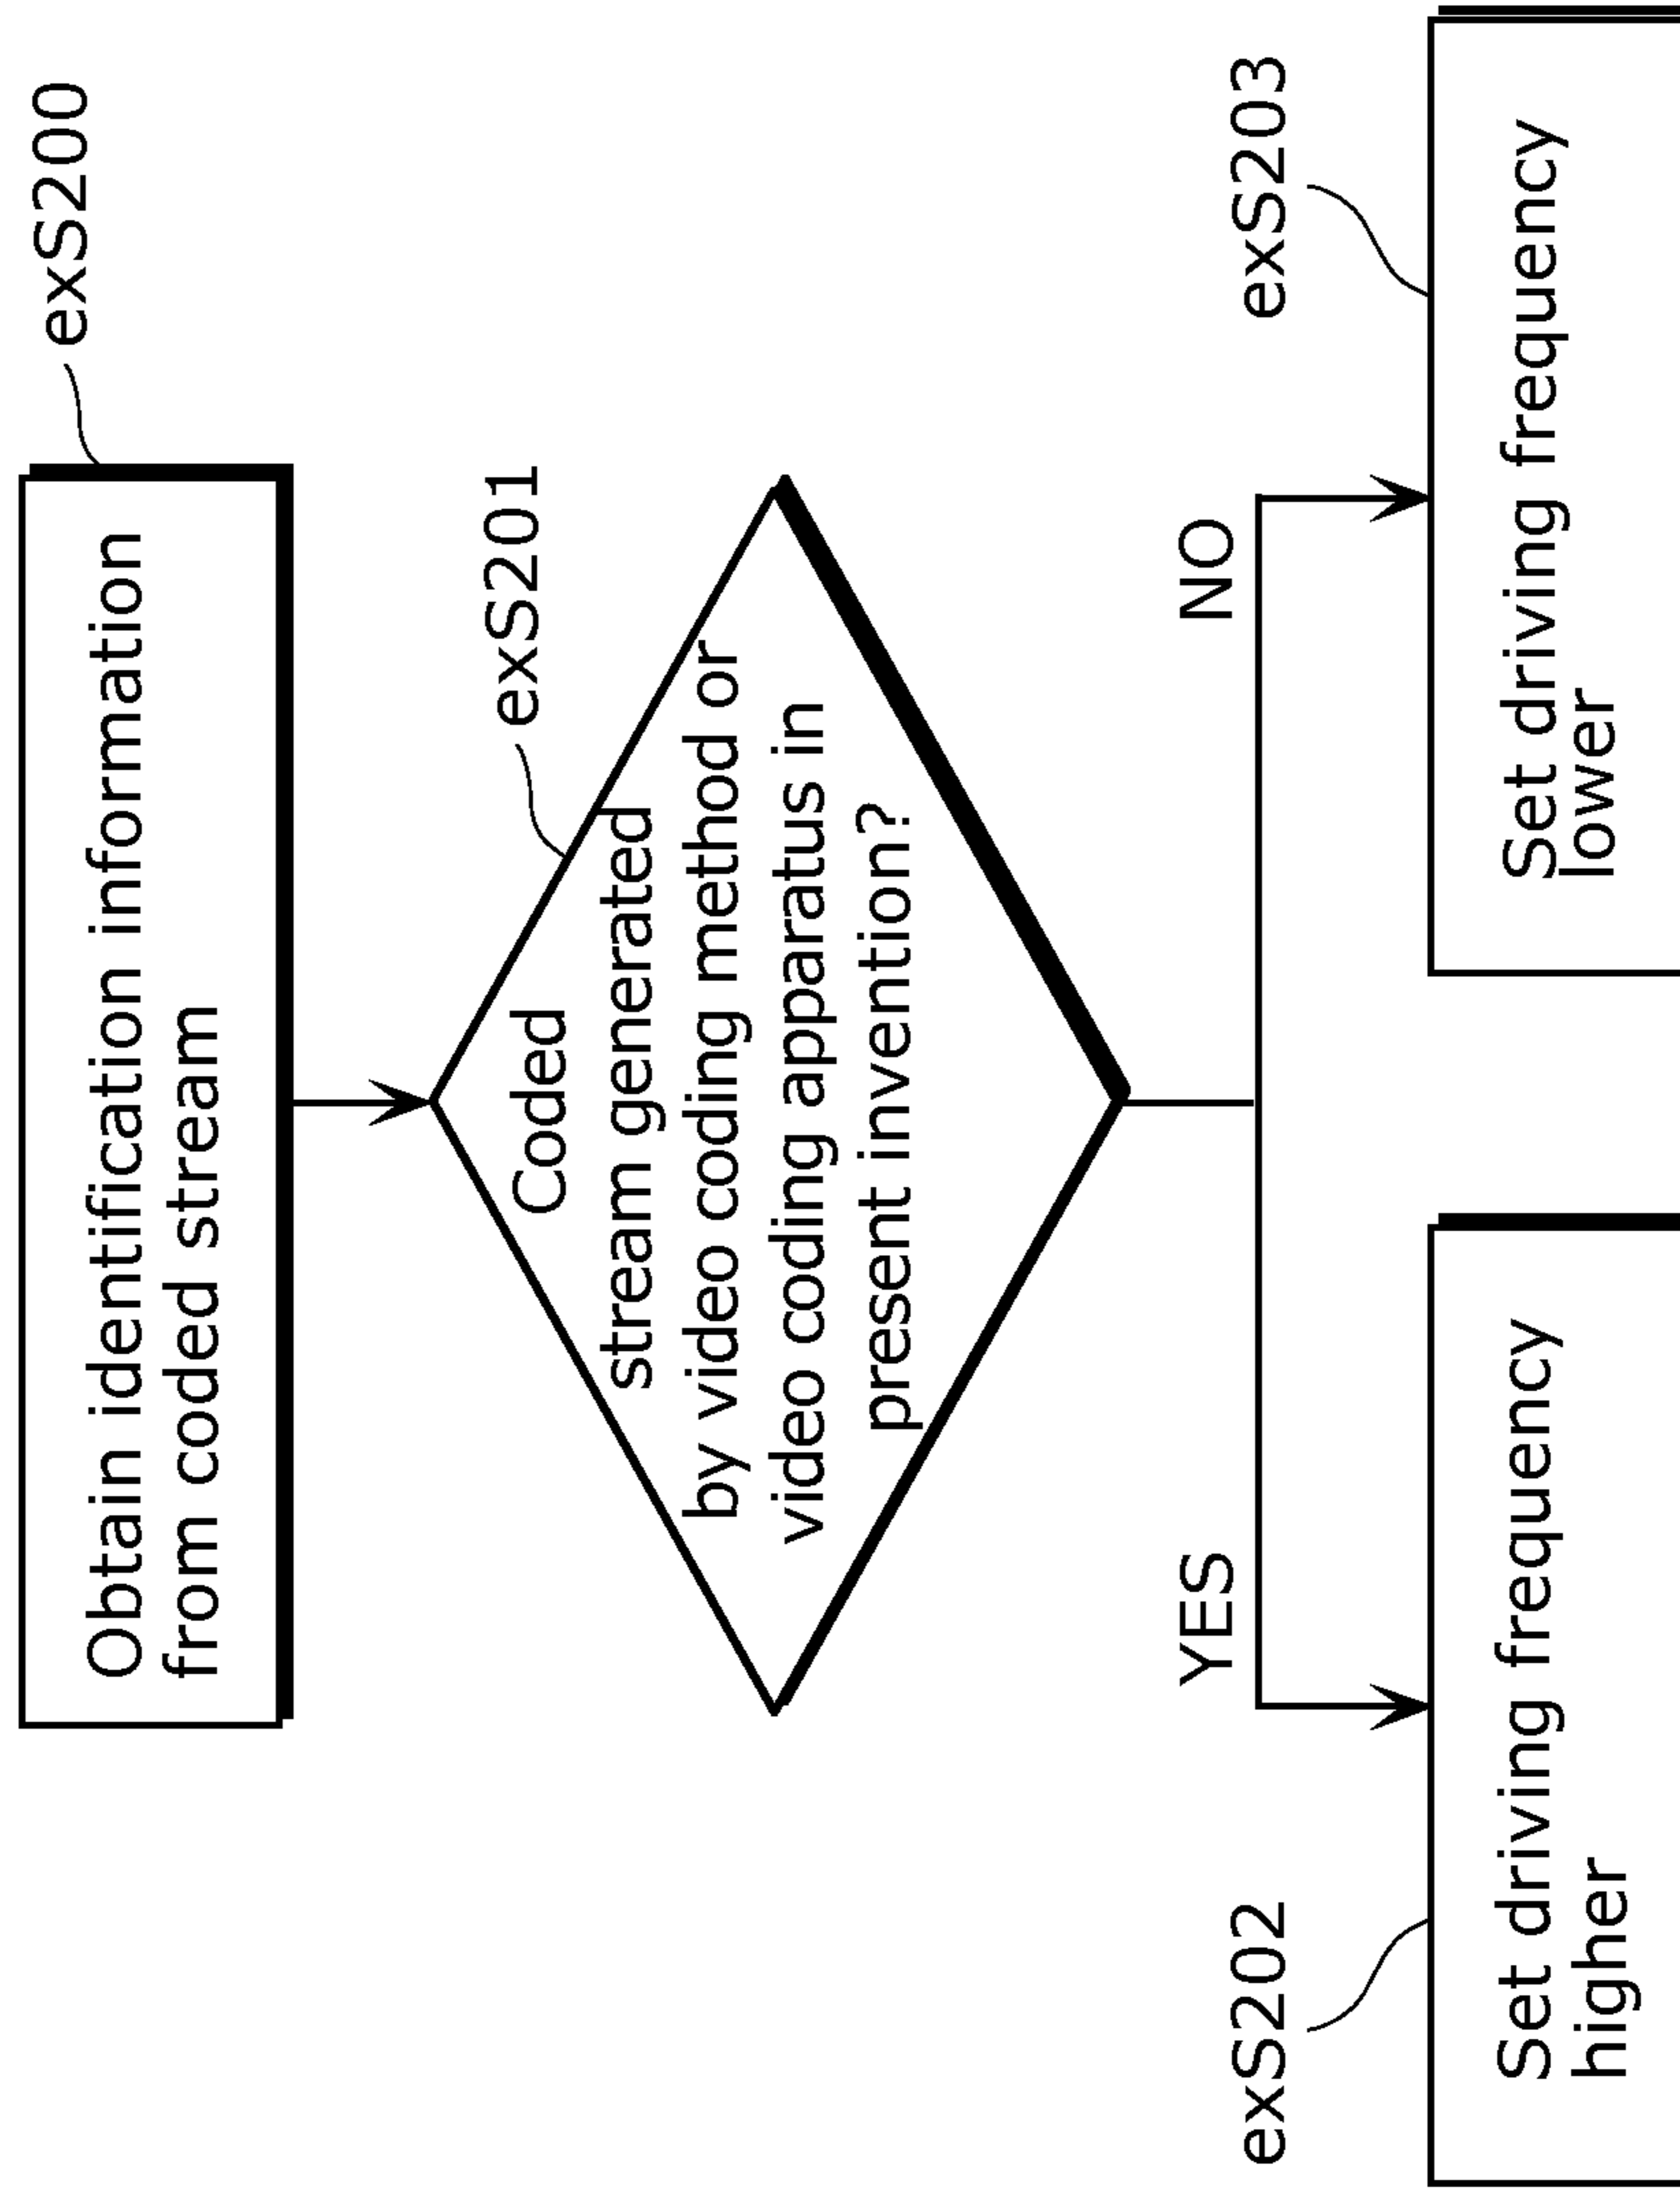 exS200
Obtain identification information
from coded stream
exS201
Coded
stream generated
by video coding method or
video coding apparatus in
present invention?
YES
NO
exS202
Set driving frequency
higher
exS203
Set driving frequency
lower